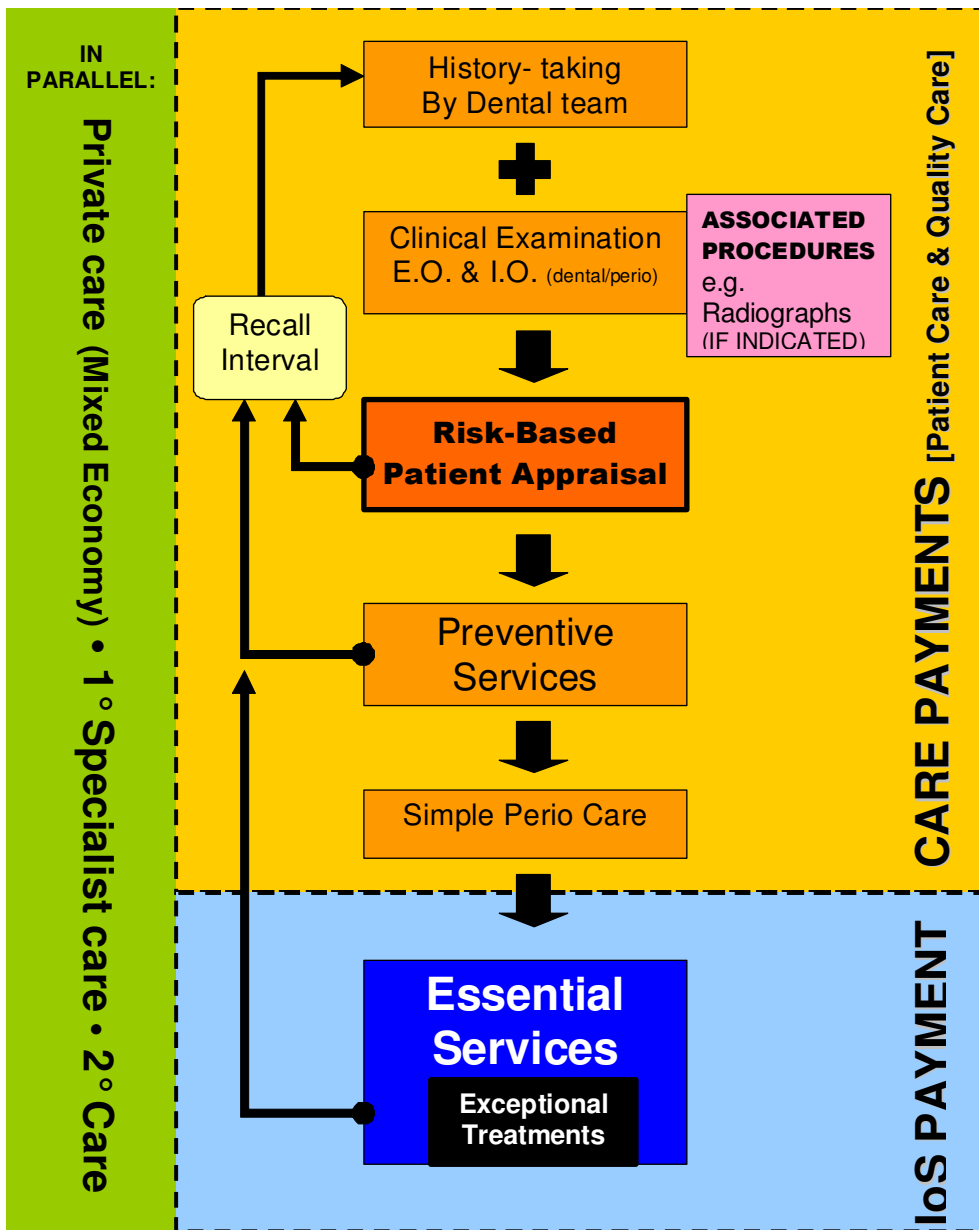 IN
PARALLEL:
Private care (Mixed Economy) • 1° Specialist care • 2° Care
History- taking
By Dental team
Clinical Examination
E.O. & I.O. (dental/perio)
ASSOCIATED
PROCEDURES
e.g.
Radiographs
(IF INDICATED)
Recall
Interval
Risk-Based
Patient Appraisal
Preventive
Services
Simple Perio Care
CARE PAYMENTS [Patient Care & Quality Care]
Essential
Services
Exceptional
Treatments
IoS PAYMENT